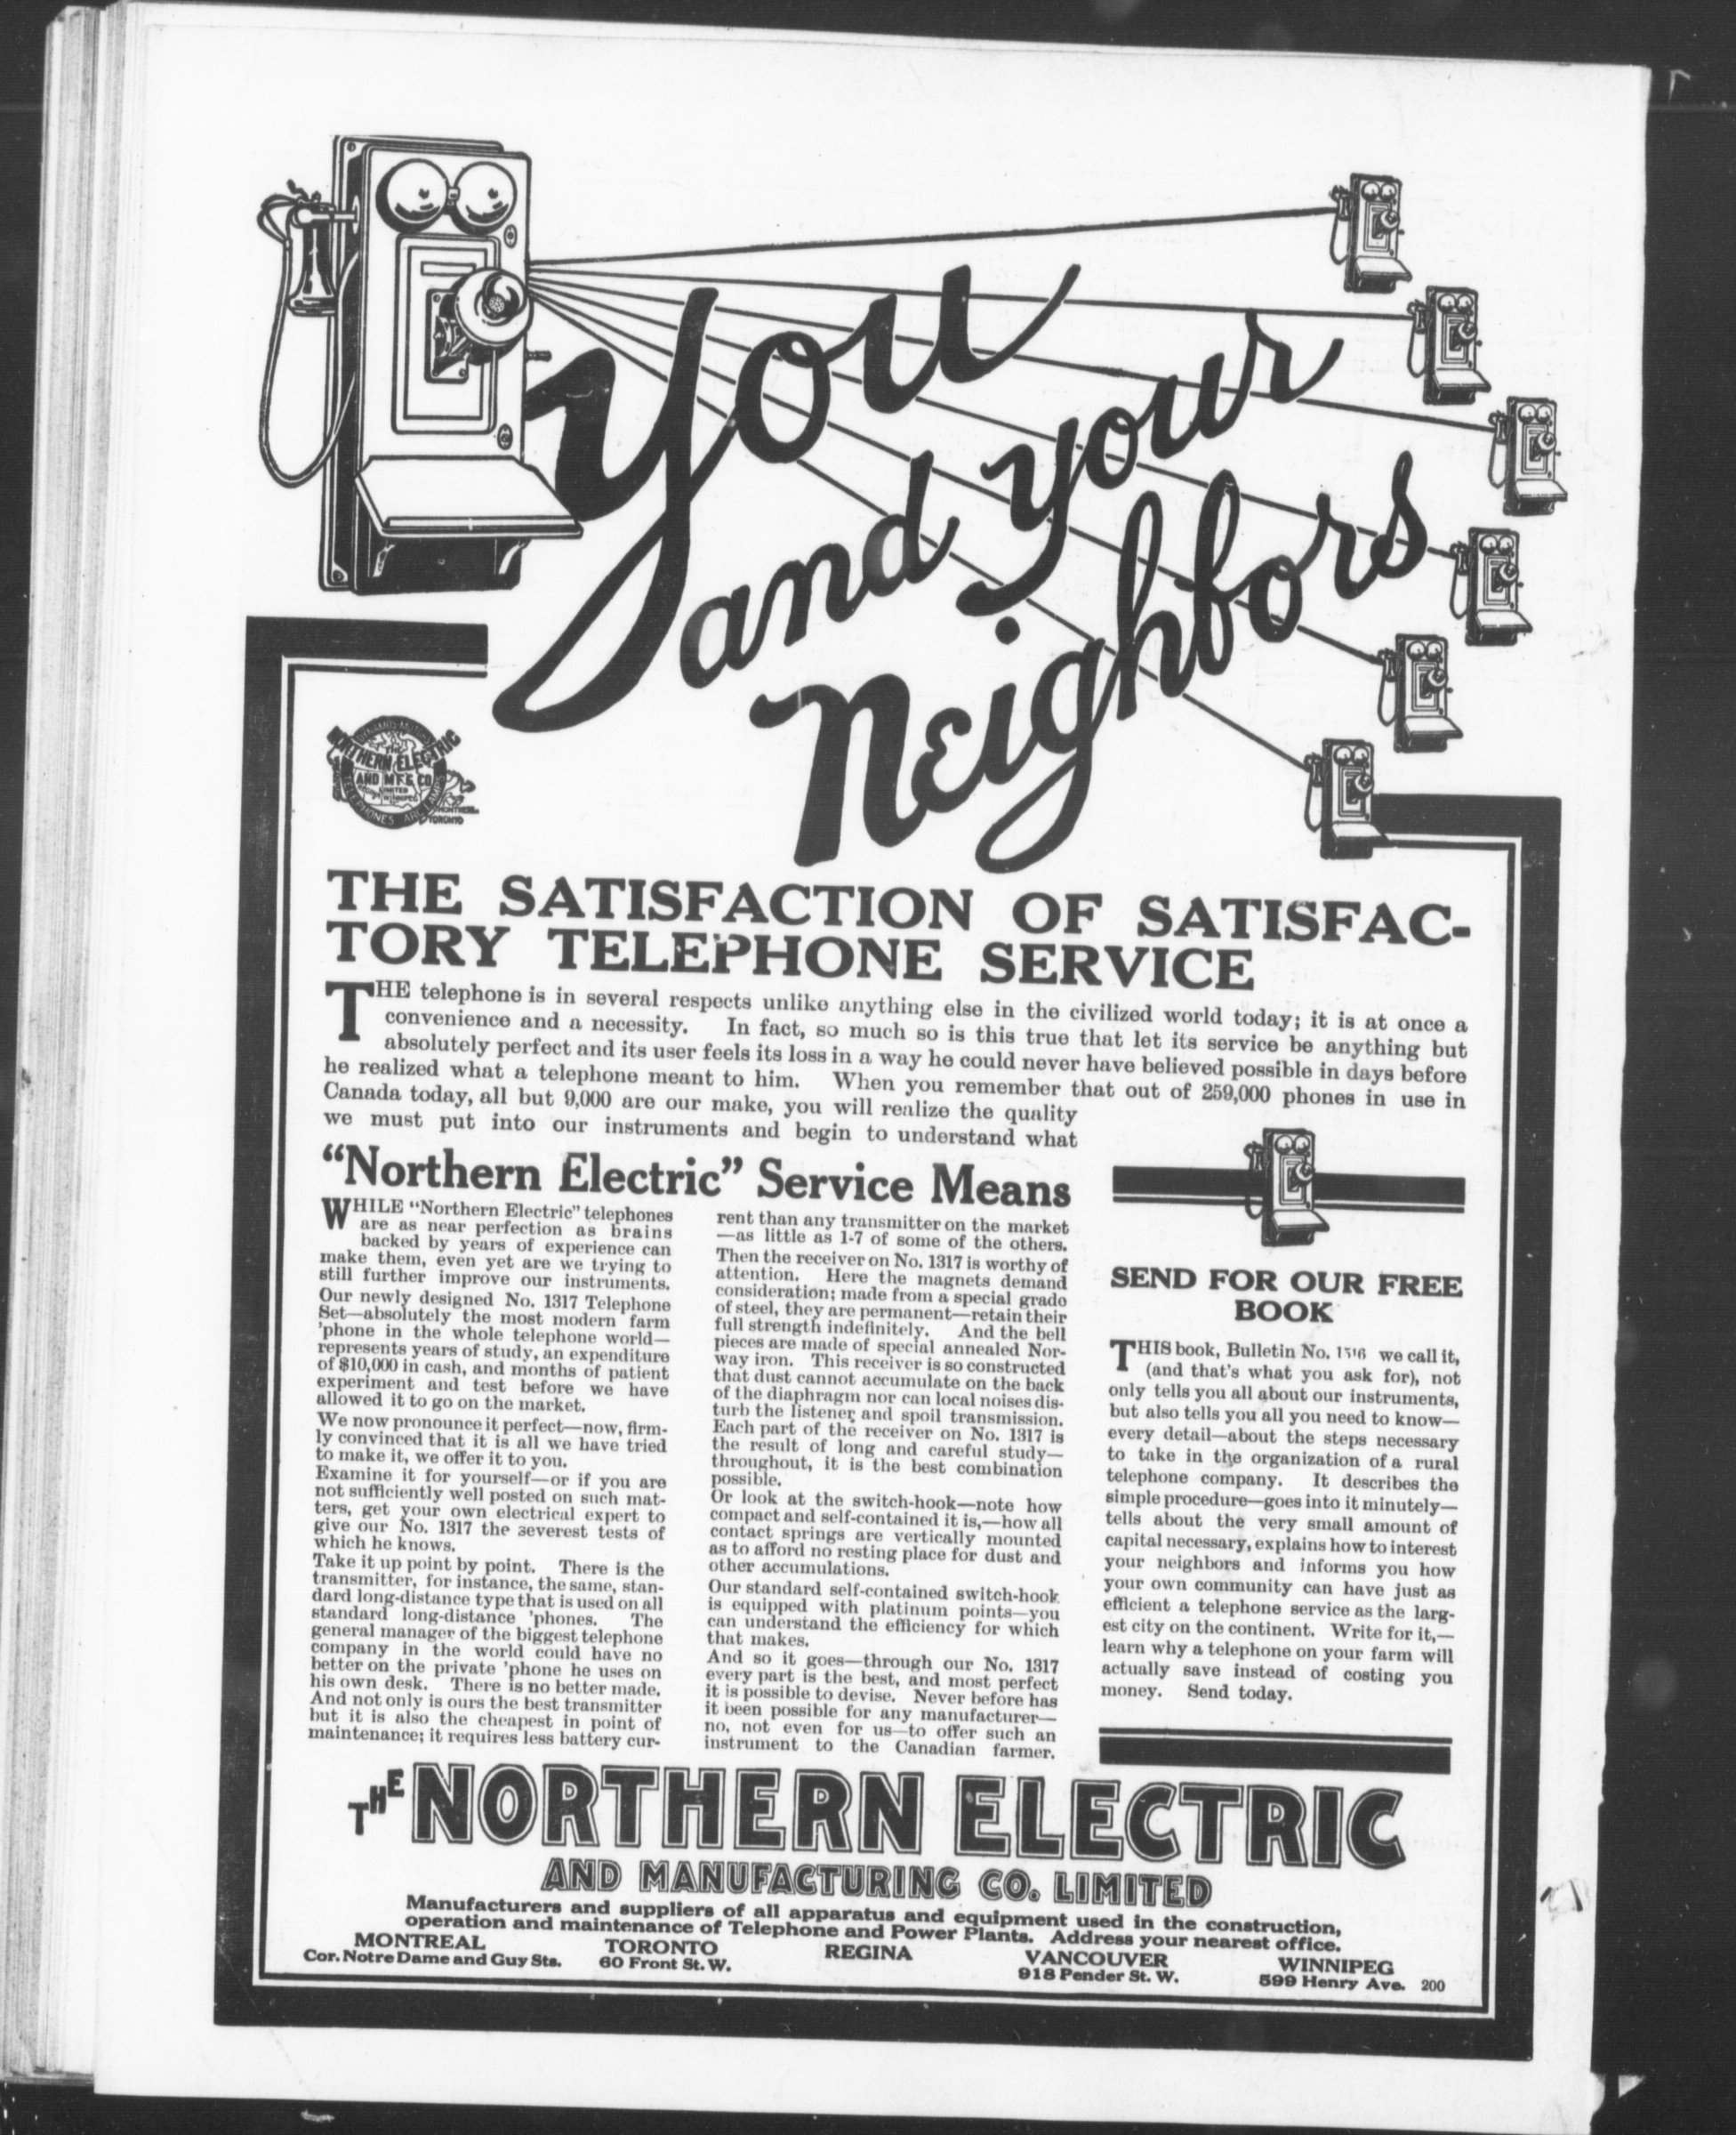 You
and your
Neighbors
DYNAMO-MOTORS
NORTHERN ELECTRIC
AND M'F'G CO.
LIMITED
WINNIPEG
MONTREAL
TORONTO
TELEPHONES
THE SATISFACTION OF SATISFAC-
TORY TELEPHONE SERVICE
THE telephone is in several respects unlike anything else in the civilized world today; it is at once a
convenience and a necessity. In fact, so much so is this true that let its service be anything but
absolutely perfect and its user feels its loss in a way he could never have believed possible in days before
he realized what a telephone meant to him. When you remember that out of 259,000 phones in use in
Canada today, all but 9,000 are our make, you will realize the quality
we must put into our instruments and begin to understand what
“Northern Electric” Service Means
WHILE “Northern Electric” telephones
are as near perfection as brains
backed by years of experience can
make them, even yet are we trying to
still further improve our instruments.
Our newly designed No. 1317 Telephone
Set—absolutely the most modern farm
'phone in the whole telephone world—
represents years of study, an expenditure
of $10,000 in cash, and months of patient
experiment and test before we have
allowed it to go on the market.
We now pronounce it perfect—now, firm-
ly convinced that it is all we have tried
to make it, we offer it to you.
Examine it for yourself—or if you are
not sufficiently well posted on such mat-
ters, get your own electrical expert to
give our No. 1317 the severest tests of
which he knows.
Take it up point by point. There is the
transmitter, for instance, the same, stan-
dard long-distance type that is used on all
standard long-distance 'phones. The
general manager of the biggest telephone
company in the world could have no
better on the private 'phone he uses on
his own desk. There is no better made.
And not only is ours the best transmitter
but it is also the cheapest in point of
maintenance; it requires less battery cur-
rent than any transmitter on the market
—as little as 1-7 of some of the others.
Then the receiver on No. 1317 is worthy of
attention. Here the magnets demand
consideration; made from a special grade
of steel, they are permanent—retain their
full strength indefinitely. And the bell
pieces are made of special annealed Nor-
way iron. This receiver is so constructed
that dust cannot accumulate on the back
of the diaphragm nor can local noises dis-
turb the listener and spoil transmission.
Each part of the receiver on No. 1317 is
the result of long and careful study—
throughout, it is the best combination
possible.
Or look at the switch-hook—note how
compact and self-contained it is,—how all
contact springs are vertically mounted
as to afford no resting place for dust and
other accumulations.
Our standard self-contained switch-hook
is equipped with platinum points—you
can understand the efficiency for which
that makes.
And so it goes—through our No. 1317
every part is the best, and most perfect
it is possible to devise. Never before has
it been possible for any manufacturer—
no, not even for us—to offer such an
instrument to the Canadian farmer.
SEND FOR OUR FREE
BOOK
THIS book, Bulletin No. we call it,
(and that's what you ask for), not
only tells you all about our instruments,
but also tells you all you need to know—
every detail—about the steps necessary
to take in the organization of a rural
telephone company. It describes the
simple procedure—goes into it minutely—
tells about the very small amount of
capital necessary, explains how to interest
your neighbors and informs you how
your own community can have just as
efficient a telephone service as the larg-
est city on the continent. Write for it,—
learn why a telephone on your farm will
actually save instead of costing you
money. Send today.
THE NORTHERN ELECTRIC
AND MANUFACTURING CO. LIMITED
Manufacturers and suppliers of all apparatus and equipment used in the construction,
operation and maintenance of Telephone and Power Plants. Address your nearest office.
MONTREAL
Cor. Notre Dame and Guy Sts.
TORONTO
60 Front St. W.
REGINA
VANCOUVER
918 Pender St. W.
WINNIPEG
599 Henry Ave. 200